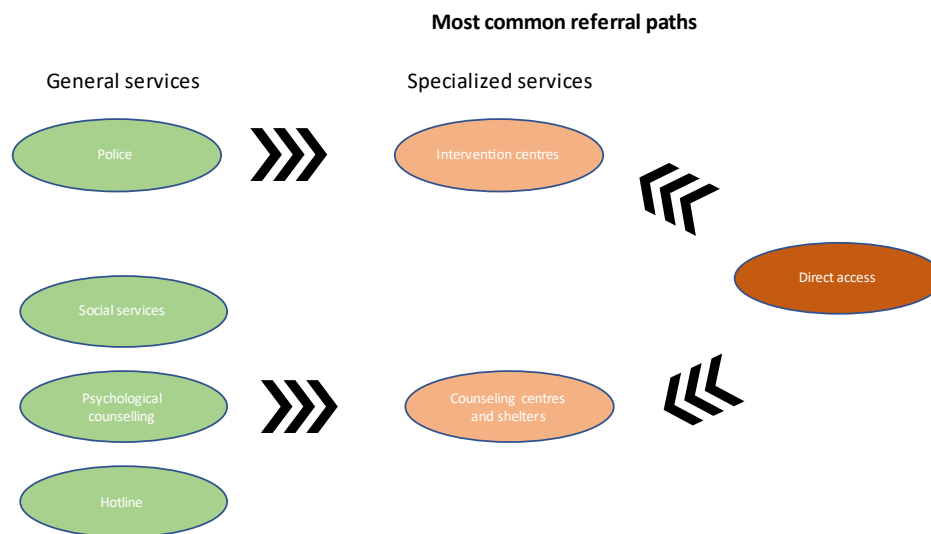 Most common referral paths
General services
Specialized services
Police
Intervention centres
Direct access
Social services
Psychological
counselling
Counseling centres
and shelters
Hotline